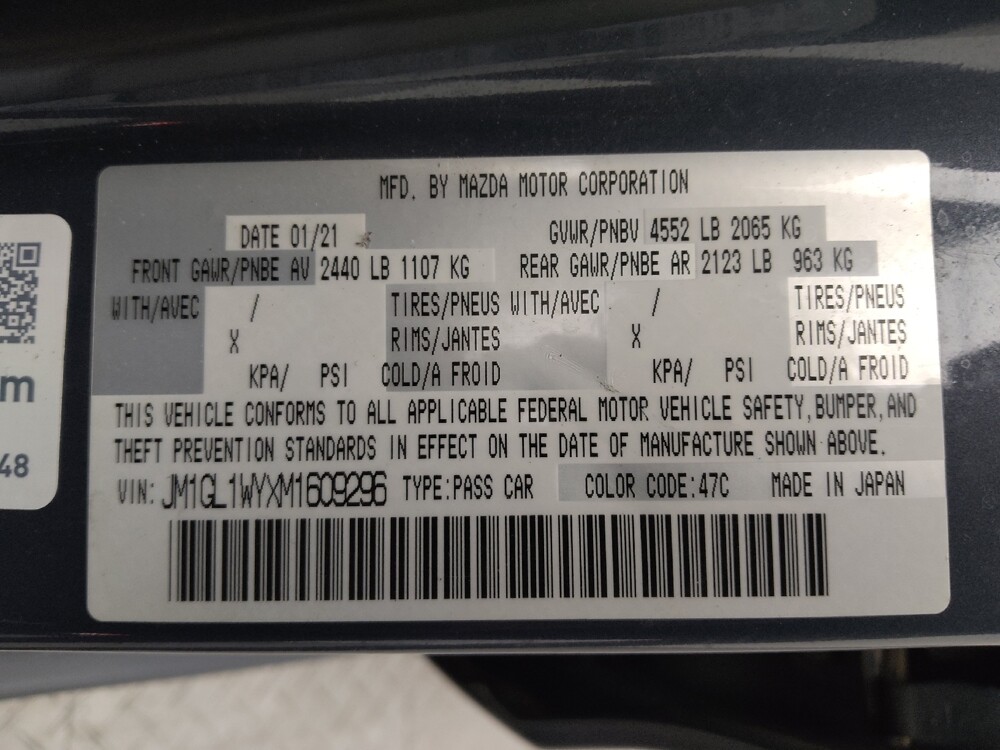 MFD. BY MAZDA MOTOR CORPORATION
DATE 01/21 GVWR/PNBV 4552 LB 2065 KG
FRONT GAWR/PNBE AV 2440 LB 1107 KG REAR GAWR/PNBE AR 2123 LB 963 KG
WITH/AVEC / TIRES/PNEUS WITH/AVEC / TIRES/PNEUS
X RIMS/JANTES X RIMS/JANTES
KPA/ PSI COLD/A FROID KPA/ PSI COLD/A FROID
THIS VEHICLE CONFORMS TO ALL APPLICABLE FEDERAL MOTOR VEHICLE SAFETY,BUMPER,AND
THEFT PREVENTION STANDARDS IN EFFECT ON THE DATE OF MANUFACTURE SHOWN ABOVE.
VIN: JM1GL1WYXM1609296 TYPE:PASS CAR COLOR CODE:47C MADE IN JAPAN
m
48